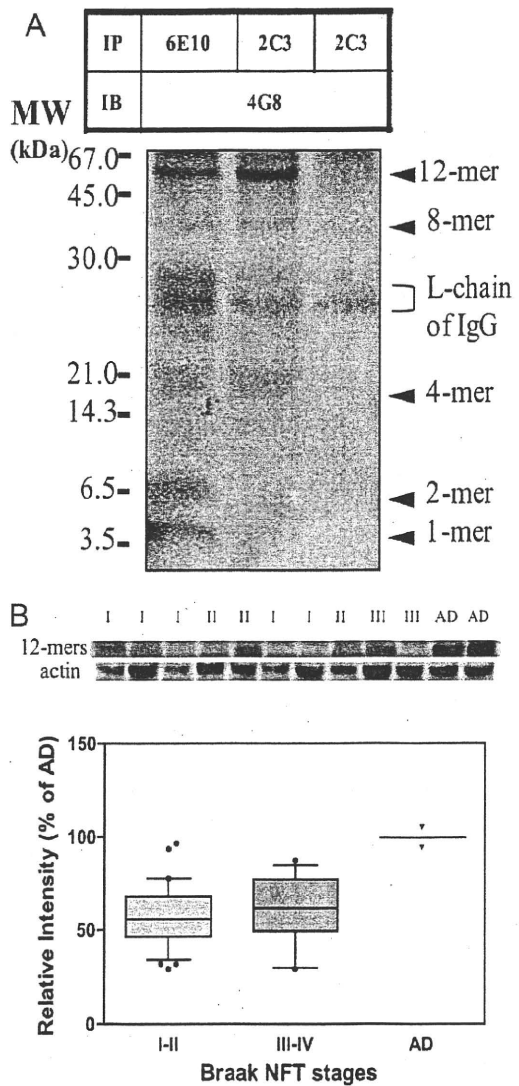 A
IP 6E10 2C3 2C3
IB 4G8
MW
(kDa)
67.0
45.0
30.0
21.0
14.3
6.5
3.5
12-mer
8-mer
L-chain
of IgG
4-mer
2-mer
1-mer
B
I I I II II I I II III III AD AD
12-mers
actin
Relative Intensity (% of AD)
150
100
50
0
I-II III-IV AD
Braak NFT stages